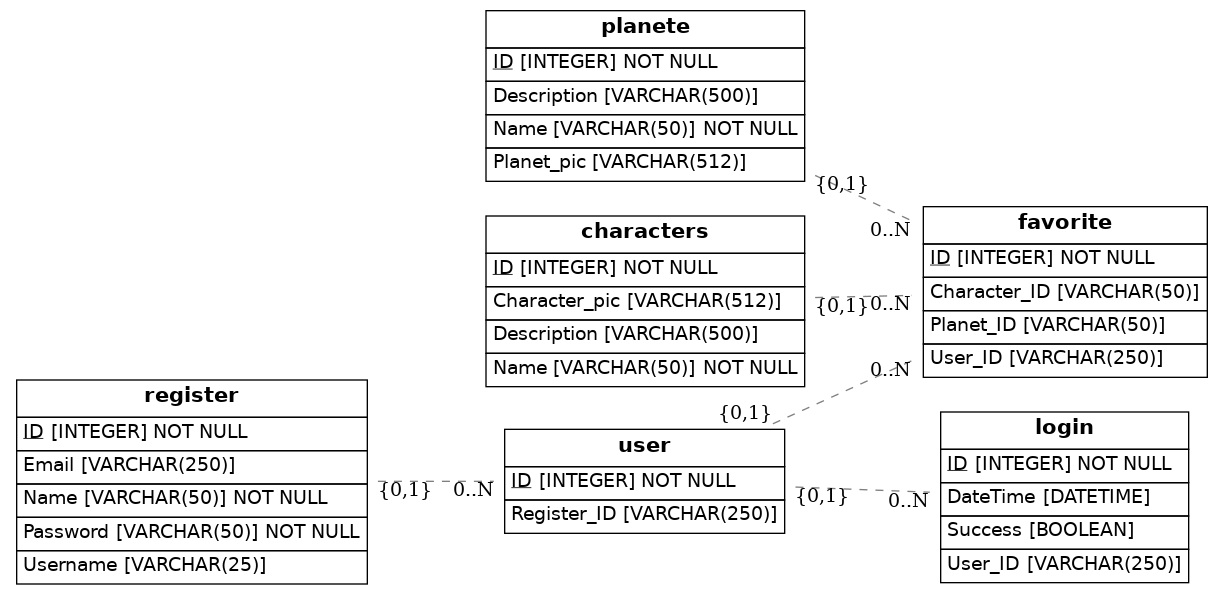 planete
ID [INTEGER] NOT NULL
Description [VARCHAR(500)]
Name [VARCHAR(50)] NOT NULL
Planet_pic [VARCHAR(512)]
{0,1}
0..N
characters
ID [INTEGER] NOT NULL
Character_pic [VARCHAR(512)]
Description [VARCHAR(500)]
Name [VARCHAR(50)] NOT NULL
{0,1}
0..N
favorite
ID [INTEGER] NOT NULL
Character_ID [VARCHAR(50)]
Planet_ID [VARCHAR(50)]
User_ID [VARCHAR(250)]
0..N
{0,1}
register
ID [INTEGER] NOT NULL
Email [VARCHAR(250)]
Name [VARCHAR(50)] NOT NULL
Password [VARCHAR(50)] NOT NULL
Username [VARCHAR(25)]
{0,1}
0..N
user
ID [INTEGER] NOT NULL
Register_ID [VARCHAR(250)]
{0,1}
0..N
login
ID [INTEGER] NOT NULL
DateTime [DATETIME]
Success [BOOLEAN]
User_ID [VARCHAR(250)]